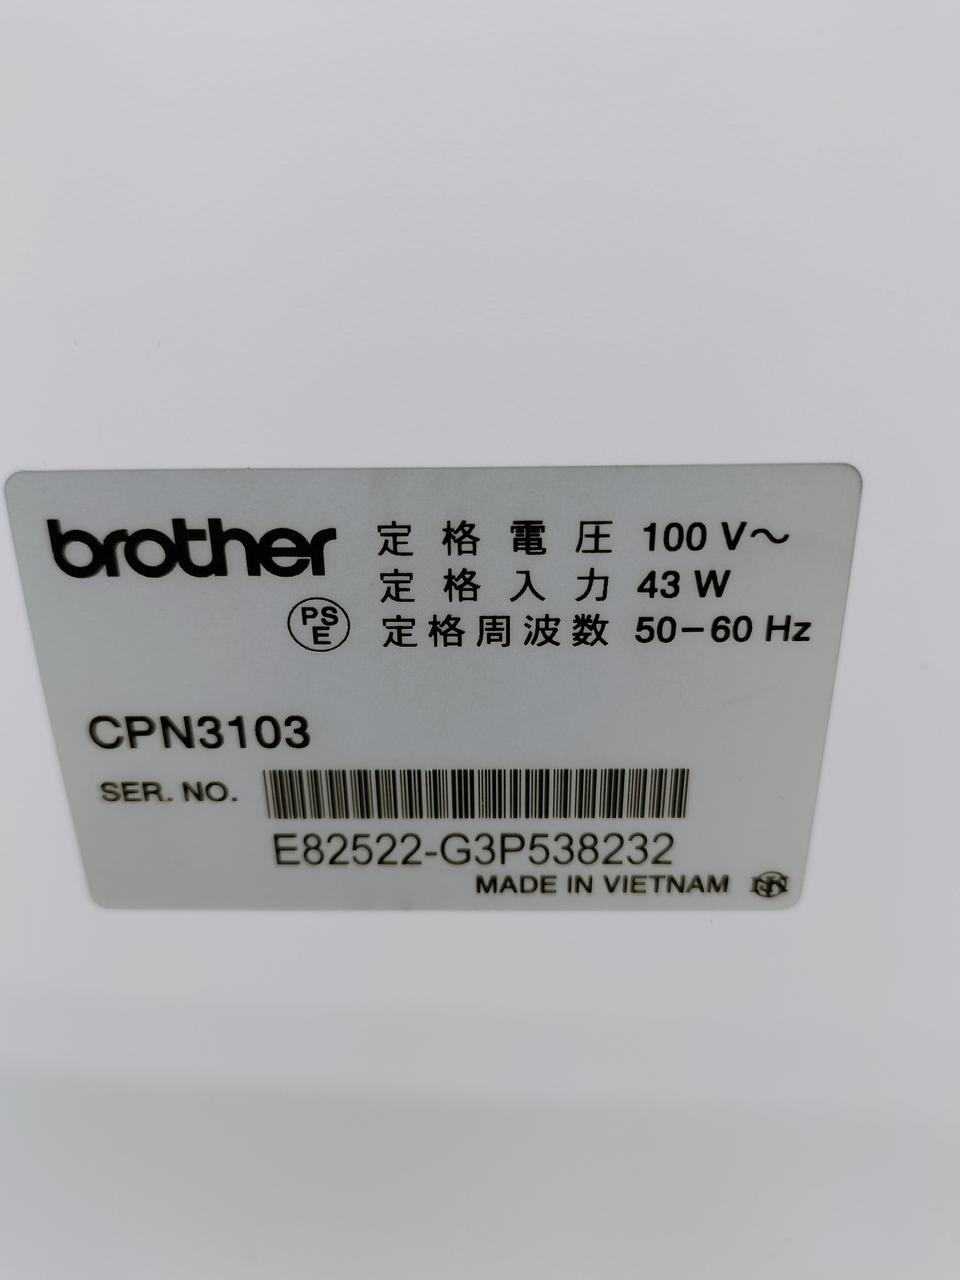 brother
定格電圧 100 V～
定格入力 43 W
定格周波数 50-60 Hz
PS
E
CPN3103
SER. NO.
E82522-G3P538232
MADE IN VIETNAM